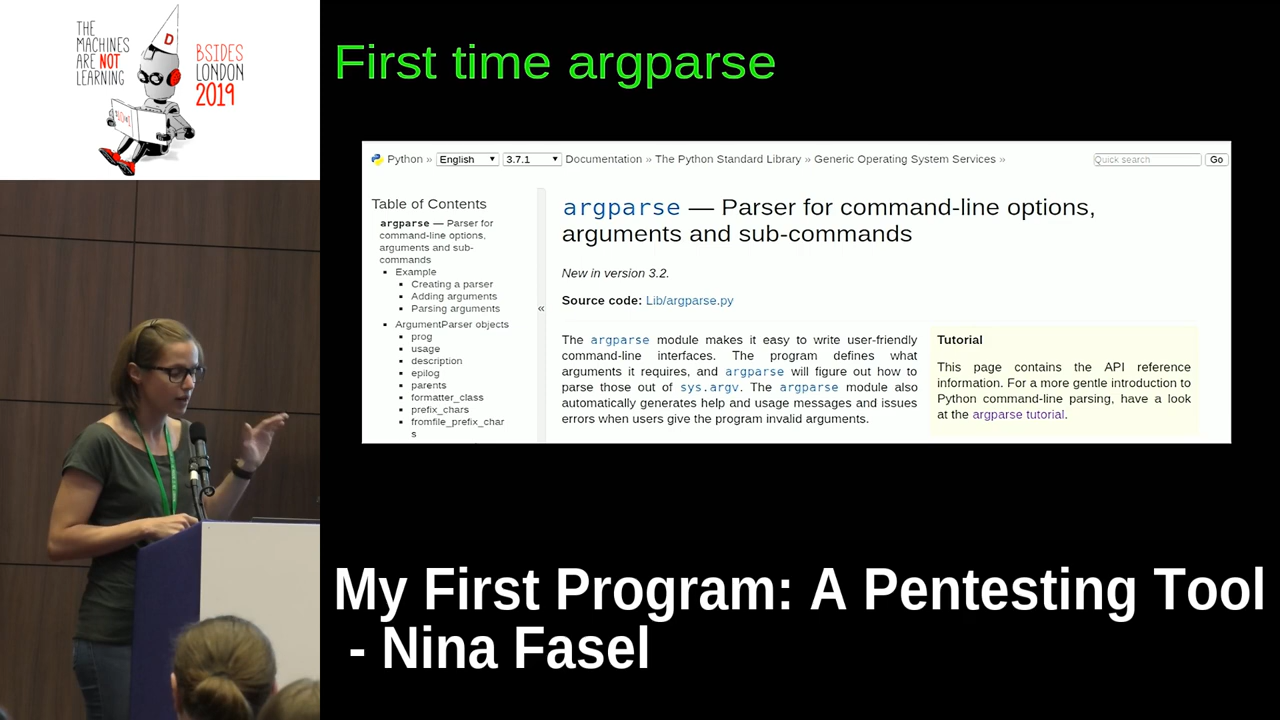 THE
MACHINES
ARE NOT
LEARNING
D
BSIDES
LONDON
2019
First time argparse
Python » English 3.7.1 Documentation » The Python Standard Library » Generic Operating System Services » Quick search Go
Table of Contents
argparse — Parser for
command-line options,
arguments and sub-
commands
Example
Creating a parser
Adding arguments
Parsing arguments
ArgumentParser objects
prog
usage
description
epilog
parents
formatter_class
prefix_chars
fromfile_prefix_char
s
«
argparse — Parser for command-line options,
arguments and sub-commands
New in version 3.2.
Source code: Lib/argparse.py
The argparse module makes it easy to write user-friendly
command-line interfaces. The program defines what
arguments it requires, and argparse will figure out how to
parse those out of sys.argv. The argparse module also
automatically generates help and usage messages and issues
errors when users give the program invalid arguments.
Tutorial
This page contains the API reference
information. For a more gentle introduction to
Python command-line parsing, have a look
at the argparse tutorial.
My First Program: A Pentesting Tool
- Nina Fasel